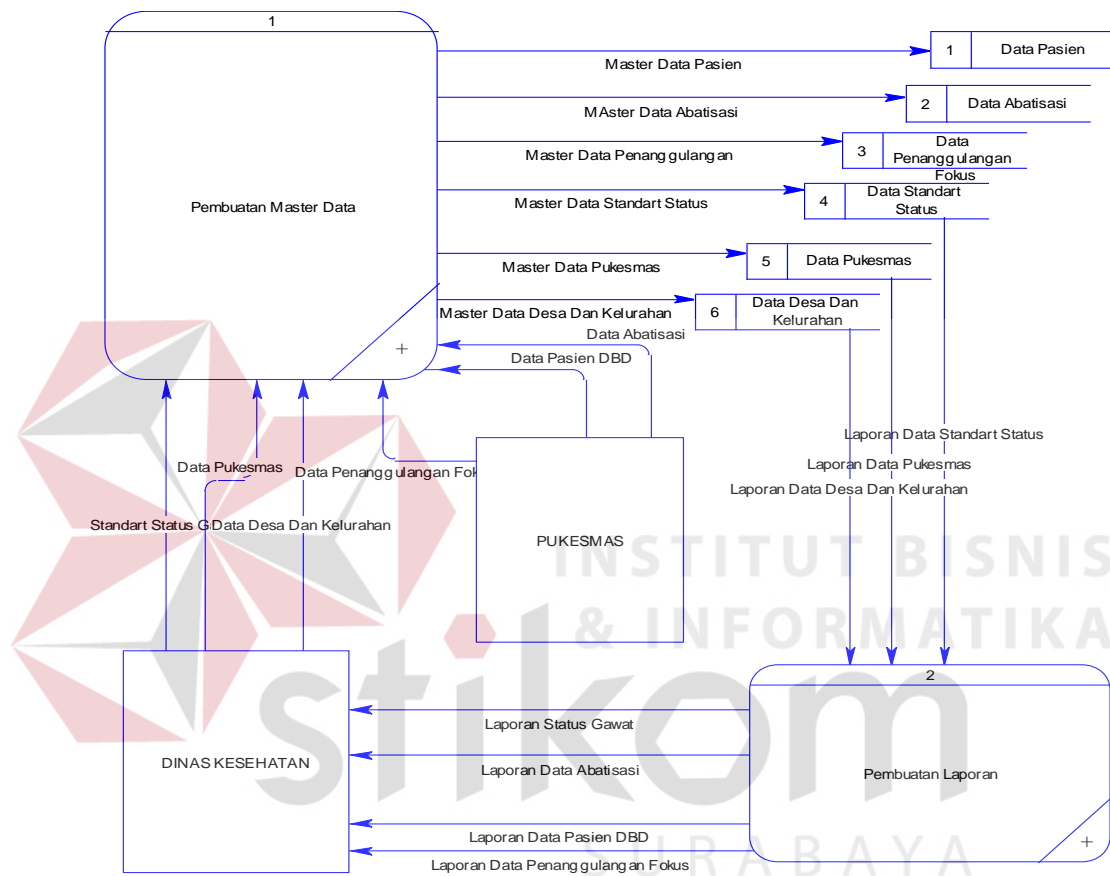 1
Master Data Pasien
1
Data Pasien
MAster Data Abatisasi
2
Data Abatisasi
Master Data Penanggulangan
3
Data
Penanggulangan
Fokus
Pembuatan Master Data
Master Data Standart Status
4
Data Standart
Status
Master Data Pukesmas
5
Data Pukesmas
Master Data Desa Dan Kelurahan
6
Data Desa Dan
Kelurahan
Data Abatisasi
+
Data Pasien DBD
Laporan Data Standart Status
Data Pukesmas
Data Penanggulangan Fok
Laporan Data Pukesmas
Laporan Data Desa Dan Kelurahan
Standart Status G
Data Desa Dan Kelurahan
PUKESMAS
INSTITUT BISNIS
& INFORMATIKA
stikom
SURABAYA
2
Laporan Status Gawat
DINAS KESEHATAN
Laporan Data Abatisasi
Pembuatan Laporan
Laporan Data Pasien DBD
+
Laporan Data Penanggulangan Fokus